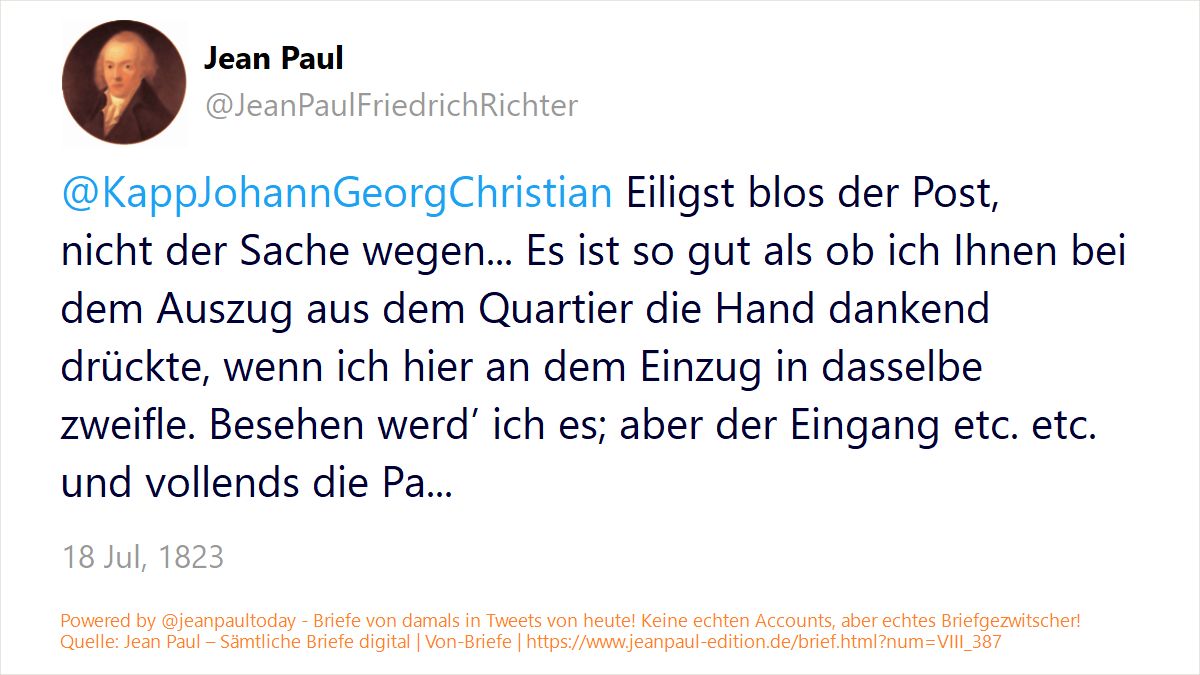 Jean Paul
@JeanPaulFriedrichRichter
@KappJohannGeorgChristian Eiligst blos der Post,
nicht der Sache wegen... Es ist so gut als ob ich Ihnen bei
dem Auszug aus dem Quartier die Hand dankend
drückte, wenn ich hier an dem Einzug in dasselbe
zweifle. Besehen werd’ ich es; aber der Eingang etc. etc.
und vollends die Pa...
18 Jul, 1823
Powered by @jeanpaultoday - Briefe von damals in Tweets von heute! Keine echten Accounts, aber echtes Briefgezwitscher!
Quelle: Jean Paul – Sämtliche Briefe digital | Von-Briefe | https://www.jeanpaul-edition.de/brief.html?num=VIII_387